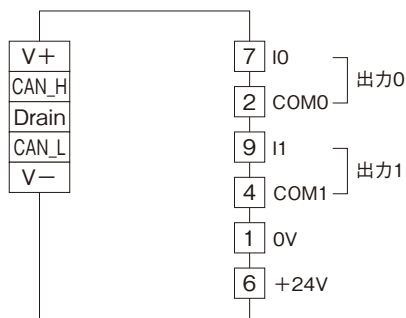 V+
CAN_H
Drain
CAN_L
V−
7 I0
2 COM0
出力0
9 I1
4 COM1
出力1
1 0V
6 +24V